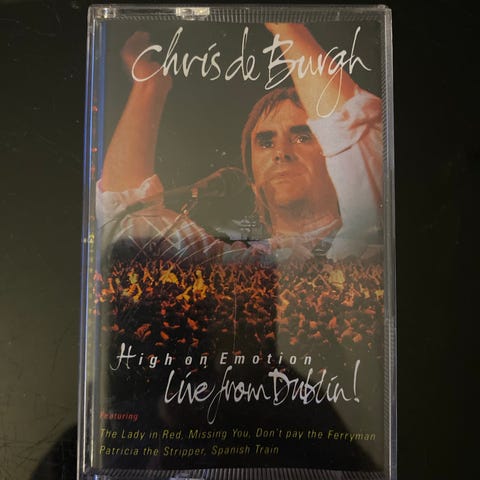 Chris de Burgh
High on Emotion
Live from Dublin!
Featuring
The Lady in Red, Missing You, Don't pay the Ferryman
Patricia the Stripper, Spanish Train